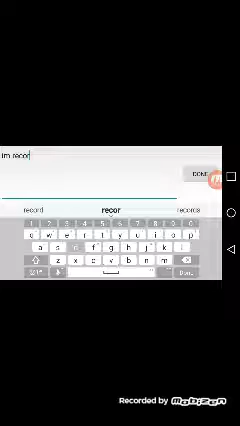 im recor
DONE
record recor records
1 2 3 4 5 6 7 8 9 0
q w e r t y u i o p
a s d f g h j k l
z x c v b n m
Done
Recorded by mobizen